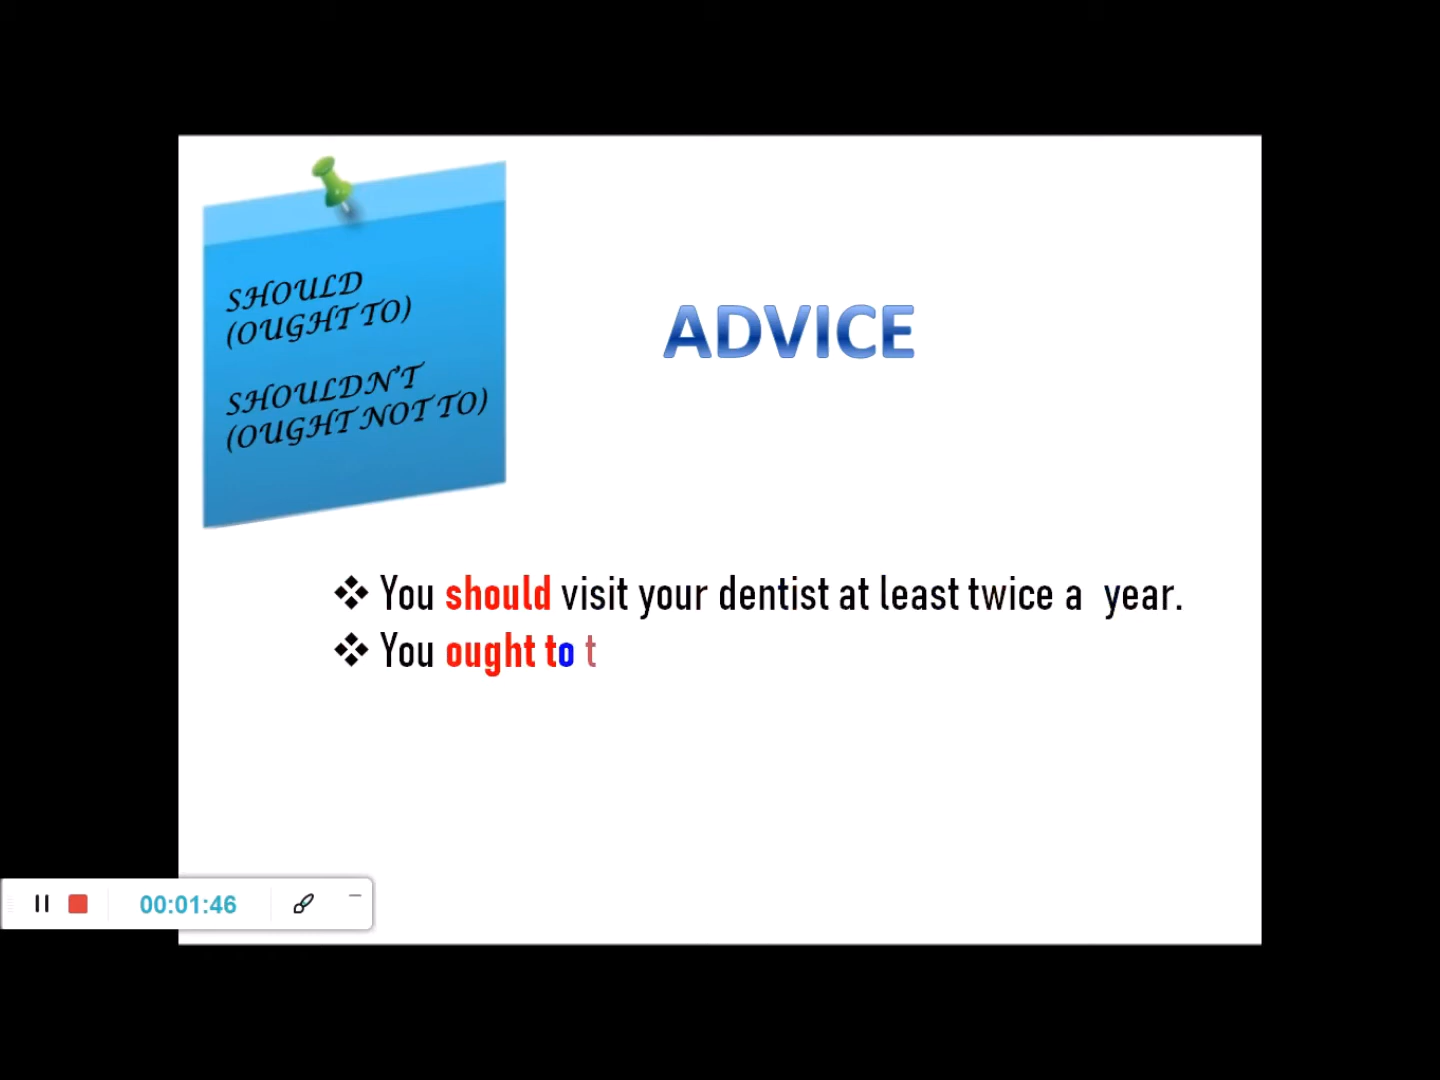 SHOULD
(OUGHT TO)
SHOULDN'T
(OUGHT NOT TO)
ADVICE
❖ You should visit your dentist at least twice a year.
❖ You ought to t
00:01:46